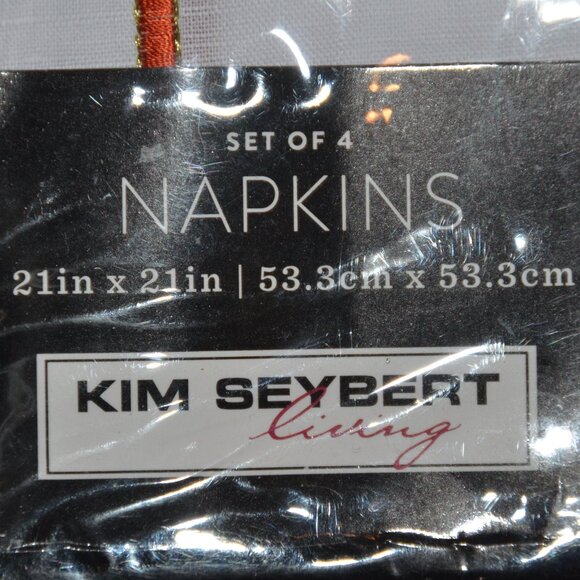 SET OF 4
NAPKINS
21in x 21in | 53.3cm x 53.3cm
KIM SEYBERT
living